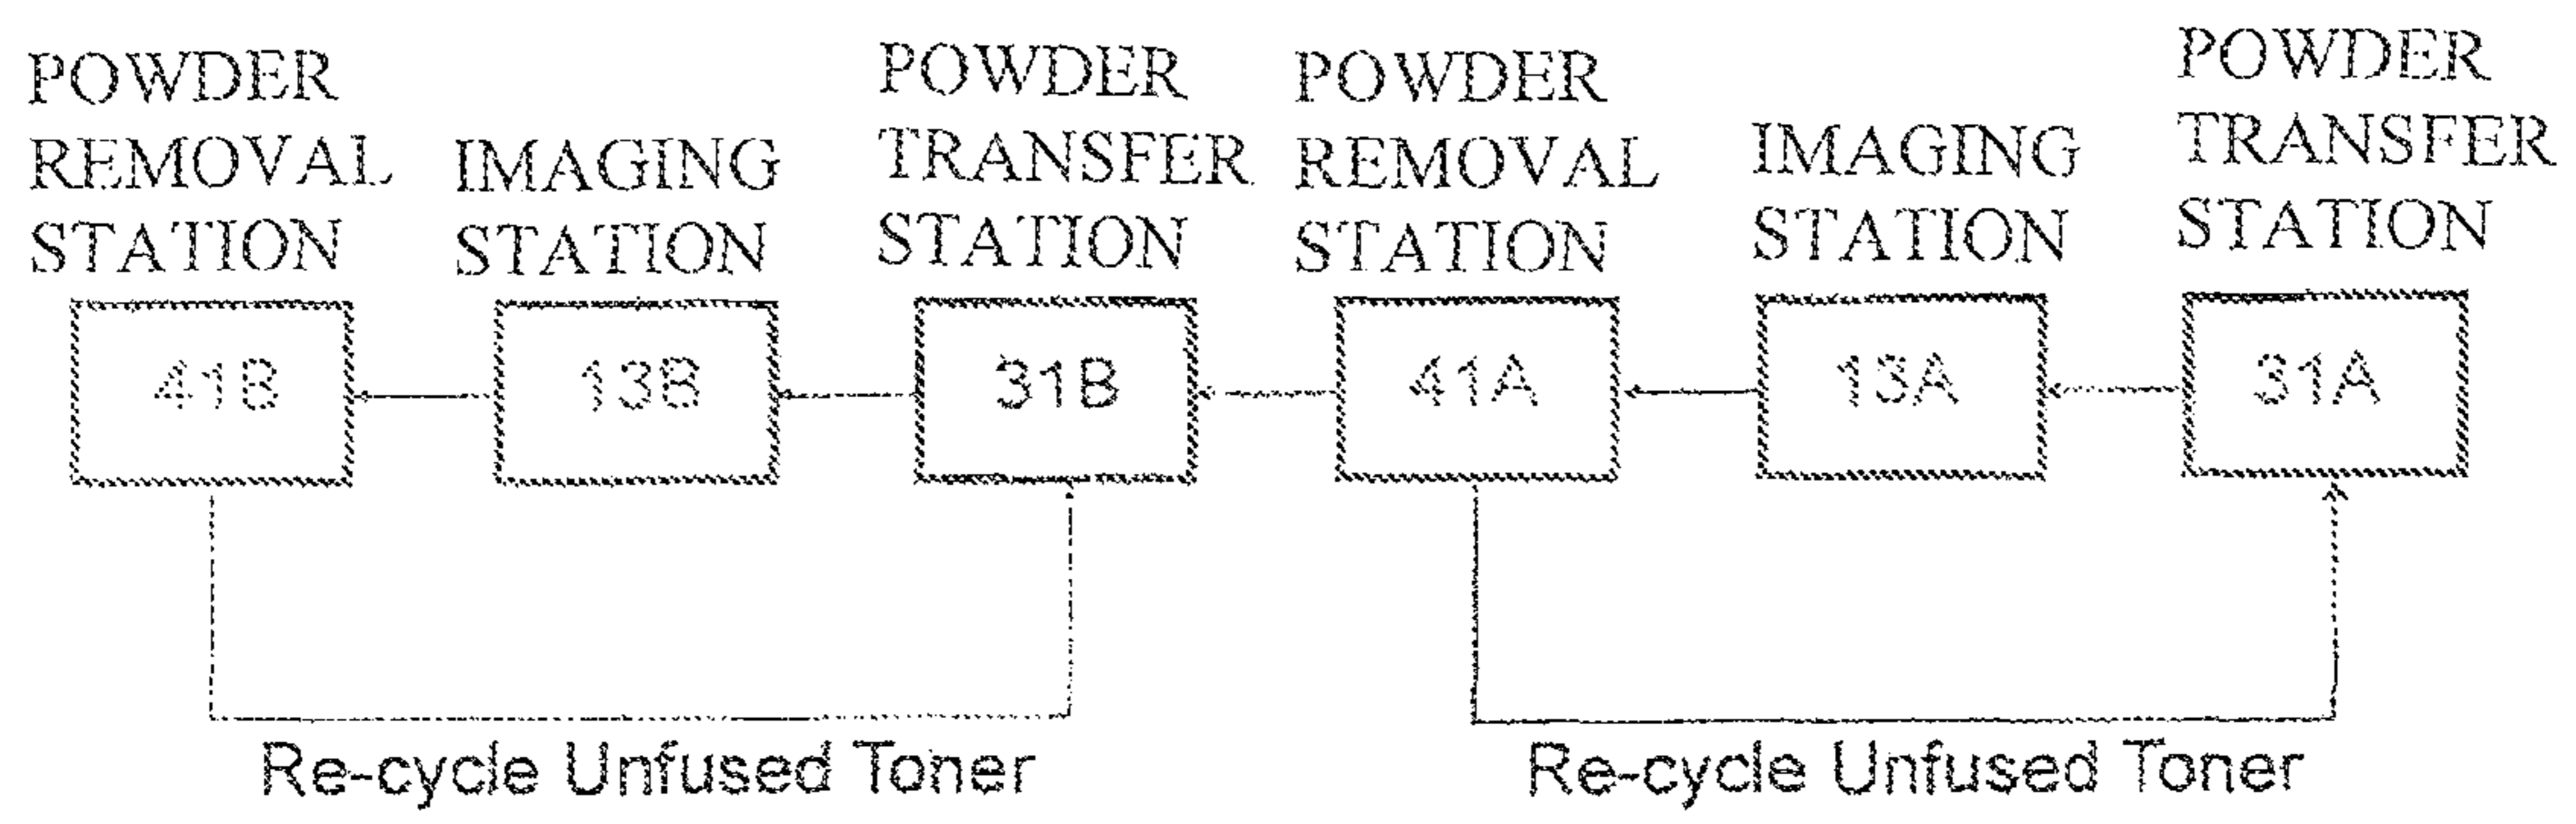 POWDER
REMOVAL
STATION
IMAGING
STATION
POWDER
TRANSFER
STATION
POWDER
REMOVAL
STATION
IMAGING
STATION
POWDER
TRANSFER
STATION
41B
13B
31B
41A
13A
31A
Re-cycle Unfused Toner
Re-cycle Unfused Toner